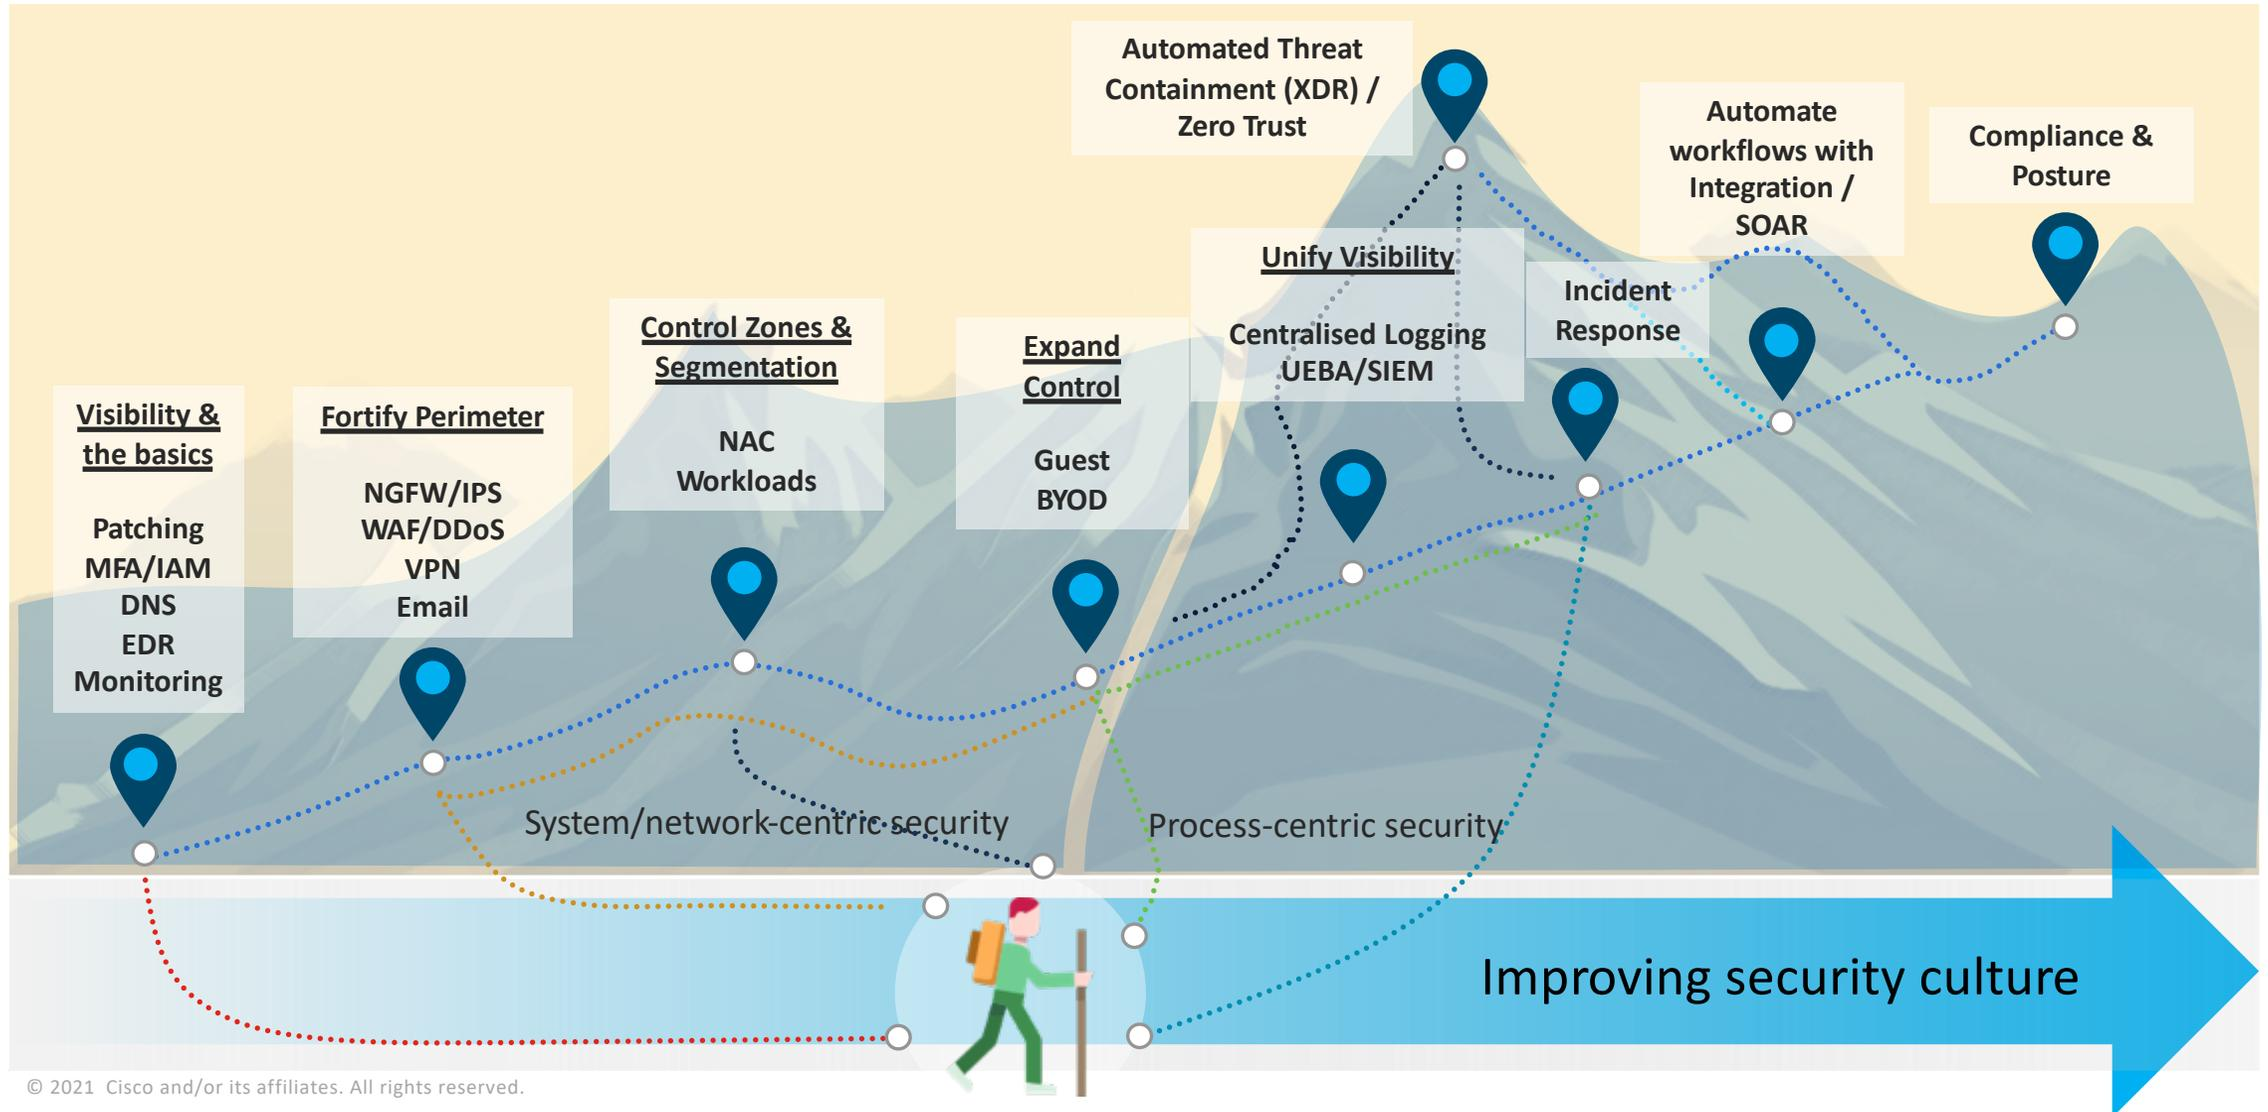 Automated Threat
Containment (XDR) /
Zero Trust
Automate
workflows with
Integration /
SOAR
Compliance &
Posture
Unify Visibility
Centralised Logging
UEBA/SIEM
Incident
Response
Control Zones &
Segmentation
NAC
Workloads
Expand
Control
Guest
BYOD
Visibility &
the basics
Patching
MFA/IAM
DNS
EDR
Monitoring
Fortify Perimeter
NGFW/IPS
WAF/DDoS
VPN
Email
System/network-centric security
Process-centric security
Improving security culture
© 2021 Cisco and/or its affiliates. All rights reserved.